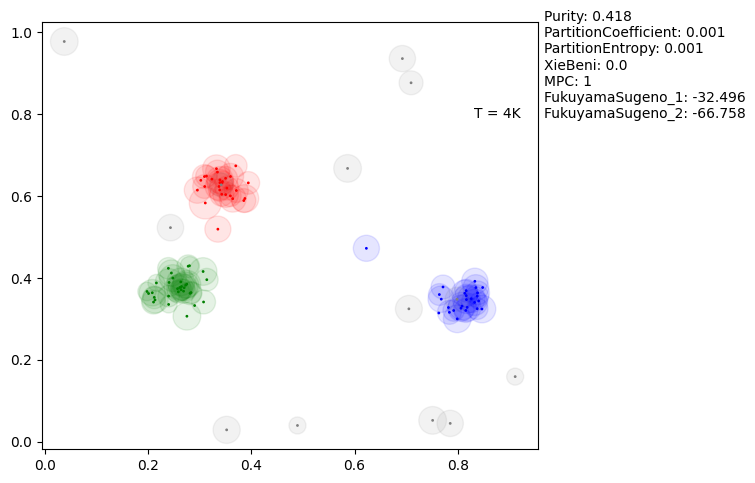 Purity: 0.418
PartitionCoefficient: 0.001
PartitionEntropy: 0.001
XieBeni: 0.0
MPC: 1
FukuyamaSugeno_1: -32.496
FukuyamaSugeno_2: -66.758
T = 4K
1.0
0.8
0.6
0.4
0.2
0.0
0.0 0.2 0.4 0.6 0.8